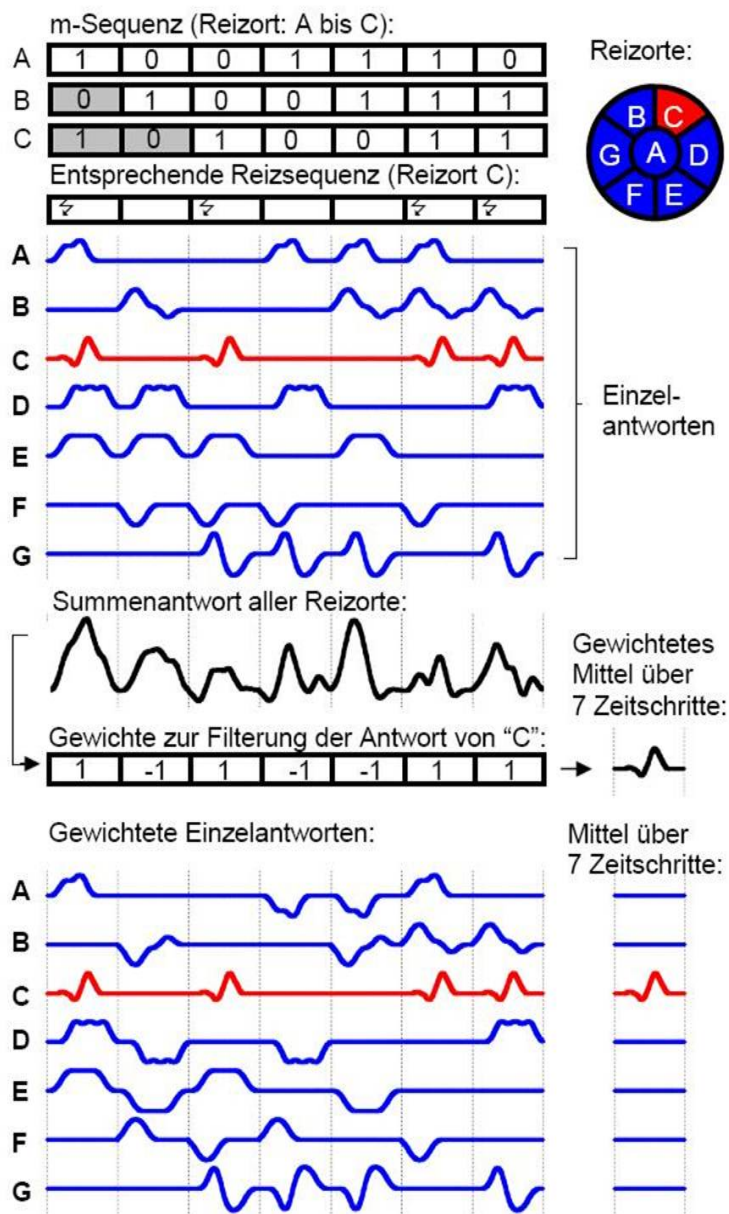 m-Sequenz (Reizort: A bis C):
A 1 0 0 1 1 1 0
B 0 1 0 0 1 1 1
C 1 0 1 0 0 1 1
Reizorte:
B C
G A D
F E
Entsprechende Reizsequenz (Reizort C):
A
B
C
D
E
F
G
Einzel-
antworten
Summenantwort aller Reizorte:
Gewichtetes
Mittel über
7 Zeitschritte:
Gewichte zur Filterung der Antwort von “C”:
1 -1 1 -1 -1 1 1
Gewichtete Einzelantworten:
Mittel über
7 Zeitschritte:
A
B
C
D
E
F
G